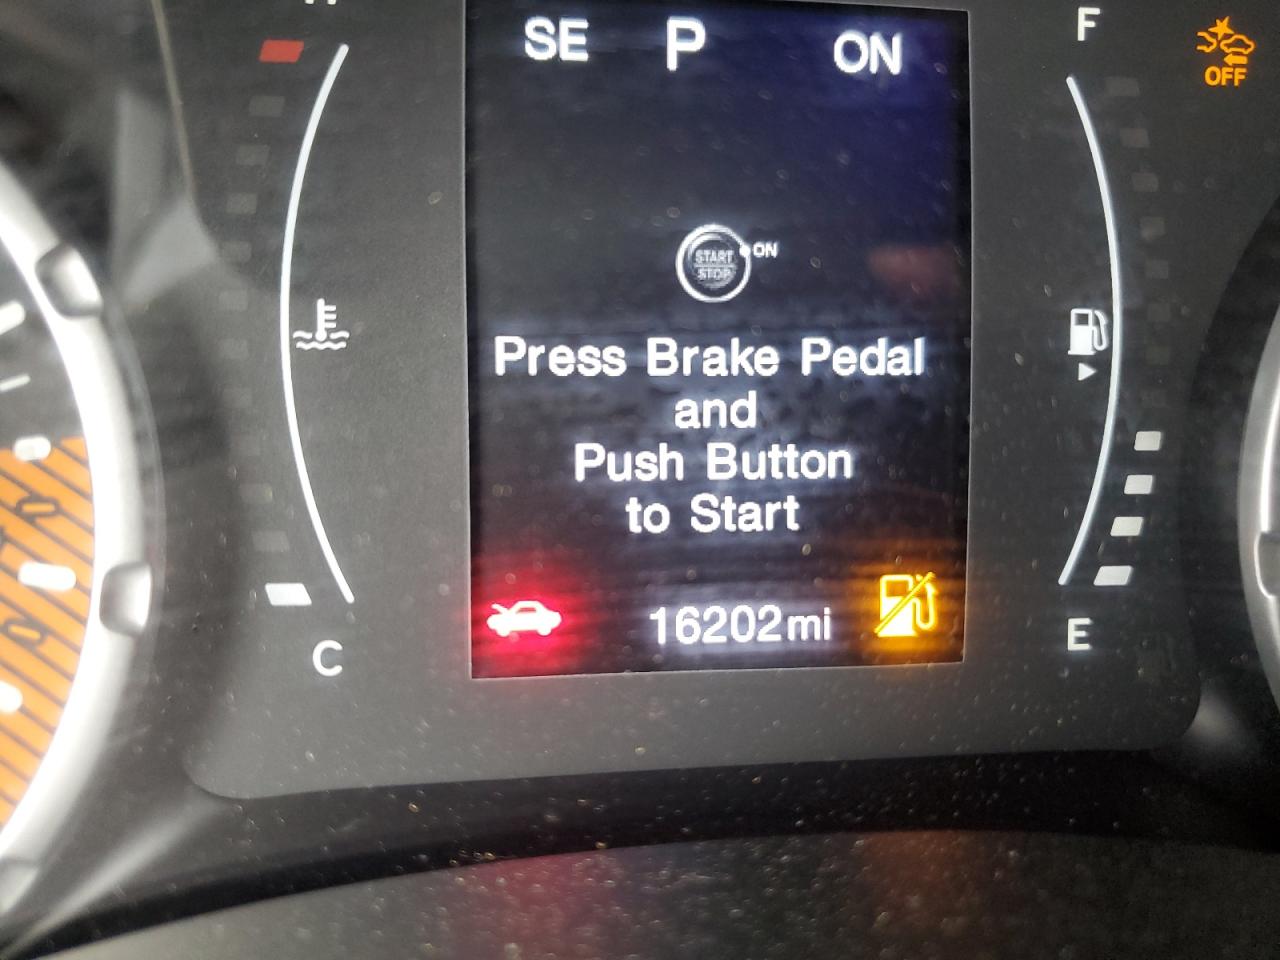 SE P ON
F
OFF
START
STOP
ON
Press Brake Pedal
and
Push Button
to Start
16202mi
C
E